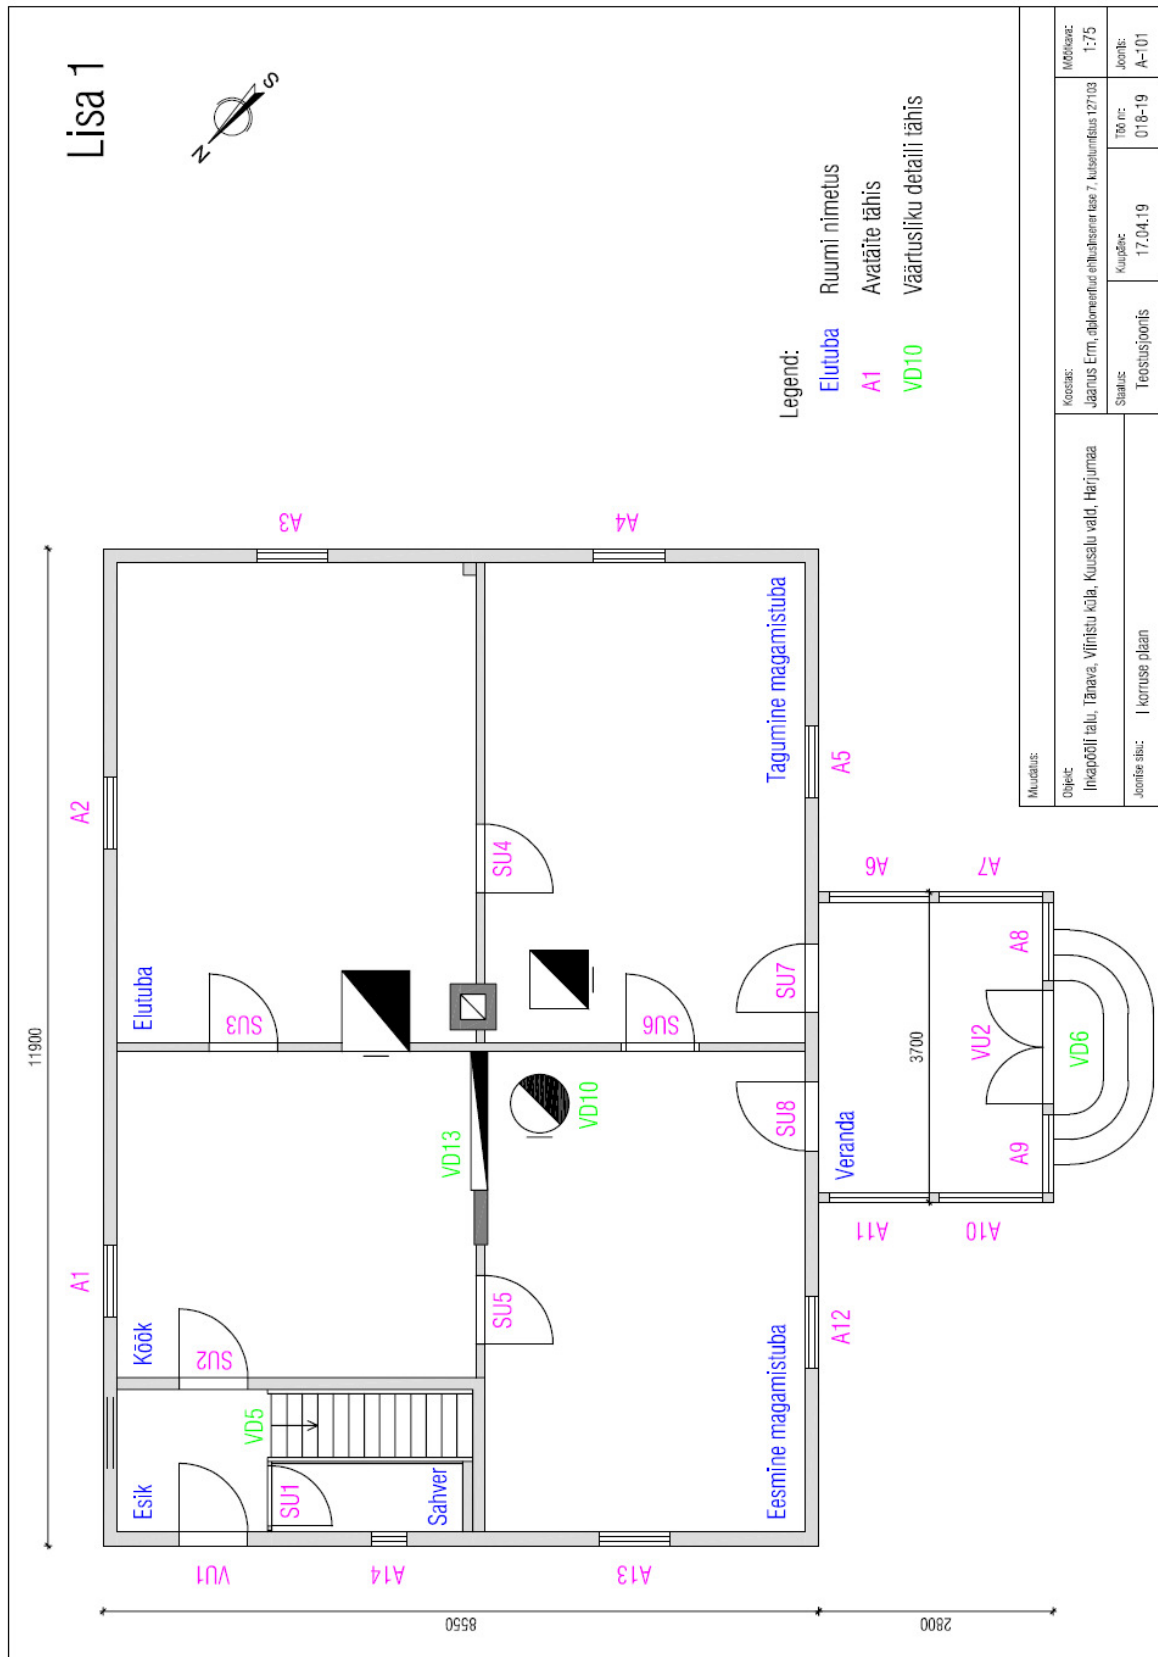 Lisa 1
N
S
11900
A1
A2
A3
A4
A5
A6
A7
A8
A9
A10
A11
A12
A13
A14
VU1
VU2
SU1
SU2
SU3
SU4
SU5
SU6
SU7
SU8
VD5
VD6
VD10
VD13
Esik
Köök
Elutuba
Sahver
Eesmine magamistuba
Tagumine magamistuba
Veranda
3700
8550
2800
Legend:
Elutuba Ruumi nimetus
A1 Avatäite tähis
VD10 Väärtusliku detaili tähis
Muudatus:
Objekt:
Inkapööli talu, Tänava, Viinistu küla, Kuusalu vald, Harjumaa
Joonise sisu:
I korruse plaan
Koostas:
Jaanus Erm, diplomeeritud ehitusinsener tase 7, kutsetunnistus 127103
Mõõtkava:
1:75
Staatus:
Teostusjoonis
Kuupäev:
17.04.19
Töö nr:
018-19
Joonis:
A-101